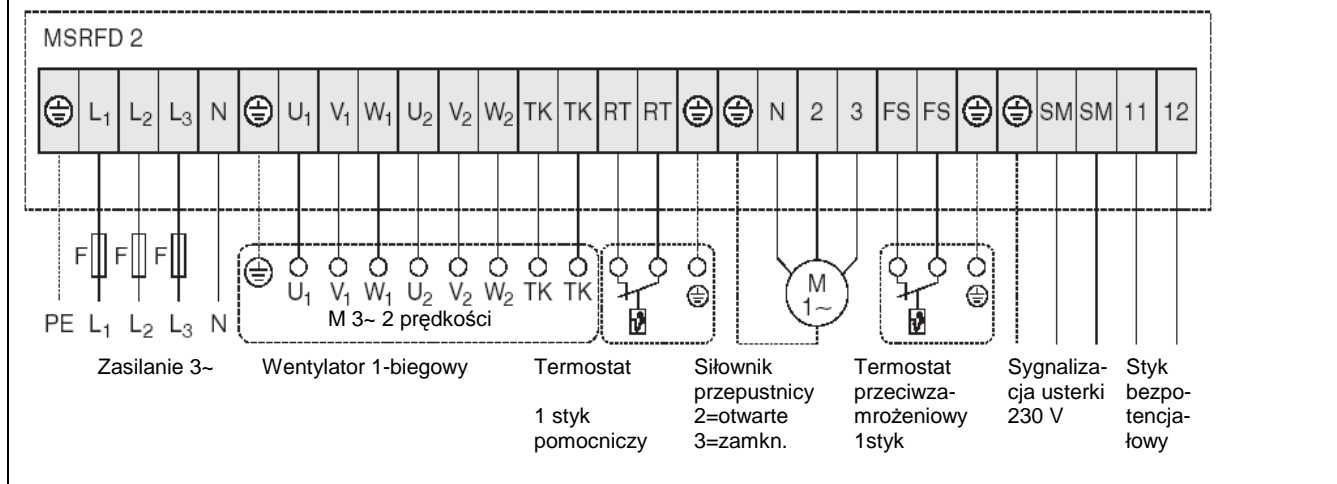 MSRFD 2
L1 L2 L3 N U1 V1 W1 U2 V2 W2 TK TK RT RT N 2 3 FS FS SM SM 11 12
F F F
U1 V1 W1 U2 V2 W2 TK TK
M 3~ 2 prędkości
M
1~
PE L1 L2 L3 N
Zasilanie 3~
Wentylator 1-biegowy
Termostat
1 styk
pomocniczy
Siłownik
przepustnicy
2=otwarte
3=zamkn.
Termostat
przeciwza-
mrożeniowy
1styk
Sygnaliza-
cja usterki
230 V
Styk
bezpo-
tencja-
łowy